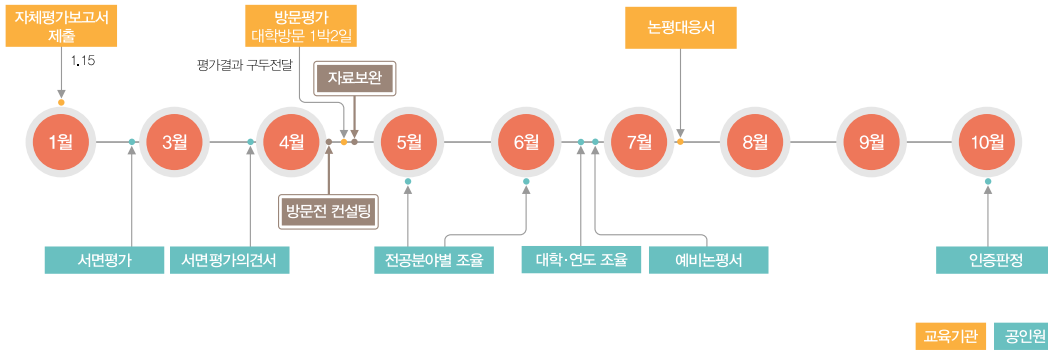 자체평가보고서
제출
1.15
방문평가
대학방문 1박2일
평가결과 구두전달
자료보완
논평대응서
1월
3월
4월
5월
6월
7월
8월
9월
10월
방문전 컨설팅
서면평가
서면평가의견서
전공분야별 조율
대학·연도 조율
예비논평서
인증판정
교육기관
공인원